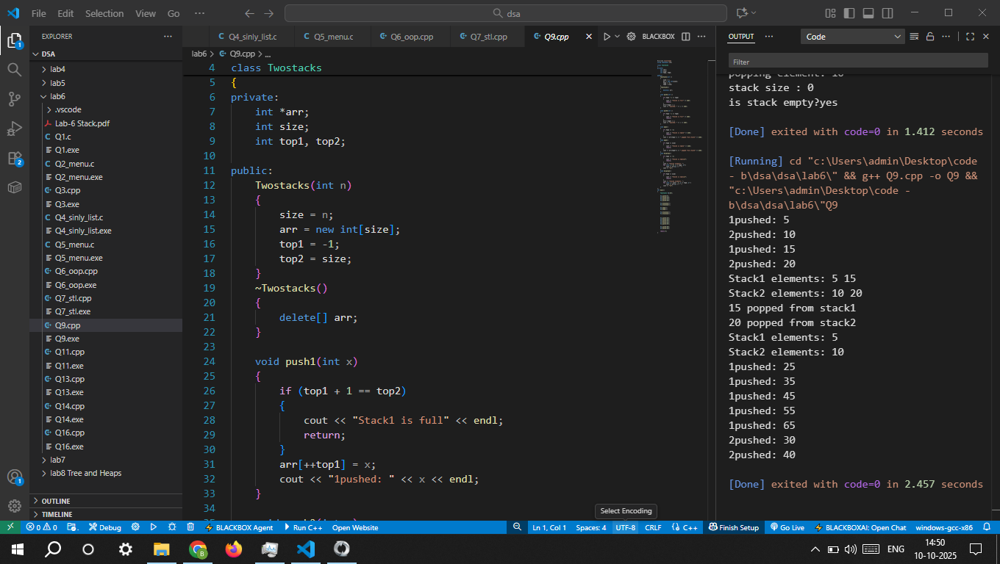 File Edit Selection View Go ···
dsa
EXPLORER ···
DSA
lab4
lab5
lab6
.vscode
Lab-6 Stack.pdf
Q1.c
Q1.exe
Q2_menu.c
Q2_menu.exe
Q3.cpp
Q3.exe
Q4_sinly_list.c
Q4_sinly_list.exe
Q5_menu.c
Q5_menu.exe
Q6_oop.cpp
Q6_oop.exe
Q7_stl.cpp
Q7_stl.exe
Q9.cpp
Q9.exe
Q11.cpp
Q11.exe
Q13.cpp
Q13.exe
Q14.cpp
Q14.exe
Q16.cpp
Q16.exe
lab7
lab8 Tree and Heaps
OUTLINE
TIMELINE
Q4_sinly_list.c Q5_menu.c Q6_oop.cpp Q7_stl.cpp Q9.cpp BLACKBOX ···
lab6 > Q9.cpp > ...
4 class Twostacks
5 {
6 private:
7 int *arr;
8 int size;
9 int top1, top2;
10
11 public:
12 Twostacks(int n)
13 {
14 size = n;
15 arr = new int[size];
16 top1 = -1;
17 top2 = size;
18 }
19 ~Twostacks()
20 {
21 delete[] arr;
22 }
23
24 void push1(int x)
25 {
26 if (top1 + 1 == top2)
27 {
28 cout << "Stack1 is full" << endl;
29 return;
30 }
31 arr[++top1] = x;
32 cout << "1pushed: " << x << endl;
33 }
34
OUTPUT ··· Code ···
Filter
popping element: 10
stack size : 0
is stack empty?yes
[Done] exited with code=0 in 1.412 seconds
[Running] cd "c:\Users\admin\Desktop\code
- b\dsa\dsa\lab6\" && g++ Q9.cpp -o Q9 &&
"c:\Users\admin\Desktop\code -
b\dsa\dsa\lab6\"Q9
1pushed: 5
2pushed: 10
1pushed: 15
2pushed: 20
Stack1 elements: 5 15
Stack2 elements: 10 20
15 popped from stack1
20 popped from stack2
Stack1 elements: 5
Stack2 elements: 10
1pushed: 25
1pushed: 35
1pushed: 45
1pushed: 55
1pushed: 65
2pushed: 30
2pushed: 40
[Done] exited with code=0 in 2.457 seconds
Select Encoding
0 0 Debug BLACKBOX Agent Run C++ Open Website Ln 1, Col 1 Spaces: 4 UTF-8 CRLF {} C++ Finish Setup Go Live BLACKBOXAI: Open Chat windows-gcc-x86
ENG
14:50
10-10-2025